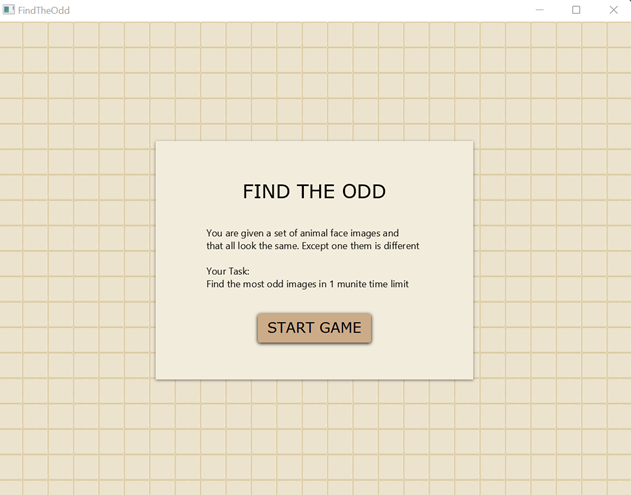 FindTheOdd
FIND THE ODD
You are given a set of animal face images and
that all look the same. Except one them is different
Your Task:
Find the most odd images in 1 munite time limit
START GAME